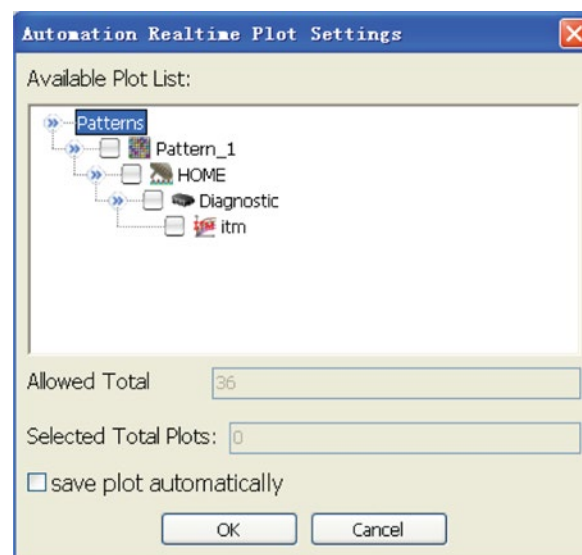 Automation Realtime Plot Settings
Available Plot List:
Patterns
Pattern_1
HOME
Diagnostic
itm
Allowed Total 36
Selected Total Plots: 0
save plot automatically
OK Cancel